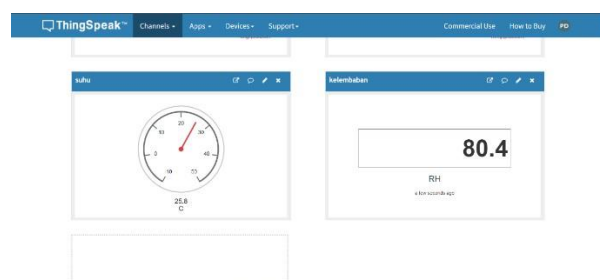 ThingSpeak™ Channels Apps Devices Support Commercial Use How to Buy PD
suhu
kelembaban
20
10
30
0
40
50
25.8
C
80.4
RH
a few seconds ago